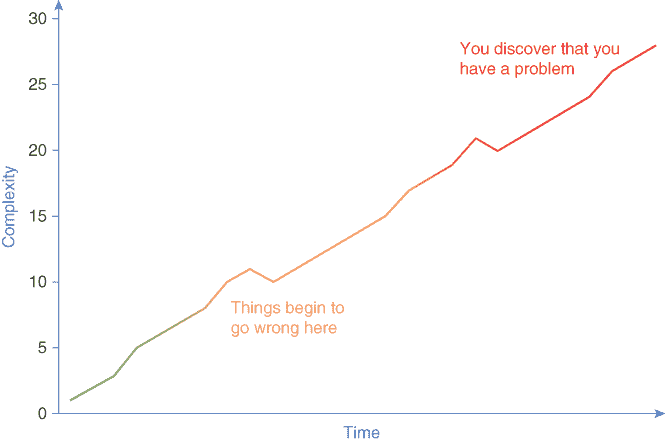 30
You discover that you
have a problem
25
20
Complexity
15
10
Things begin to
go wrong here
5
0
Time